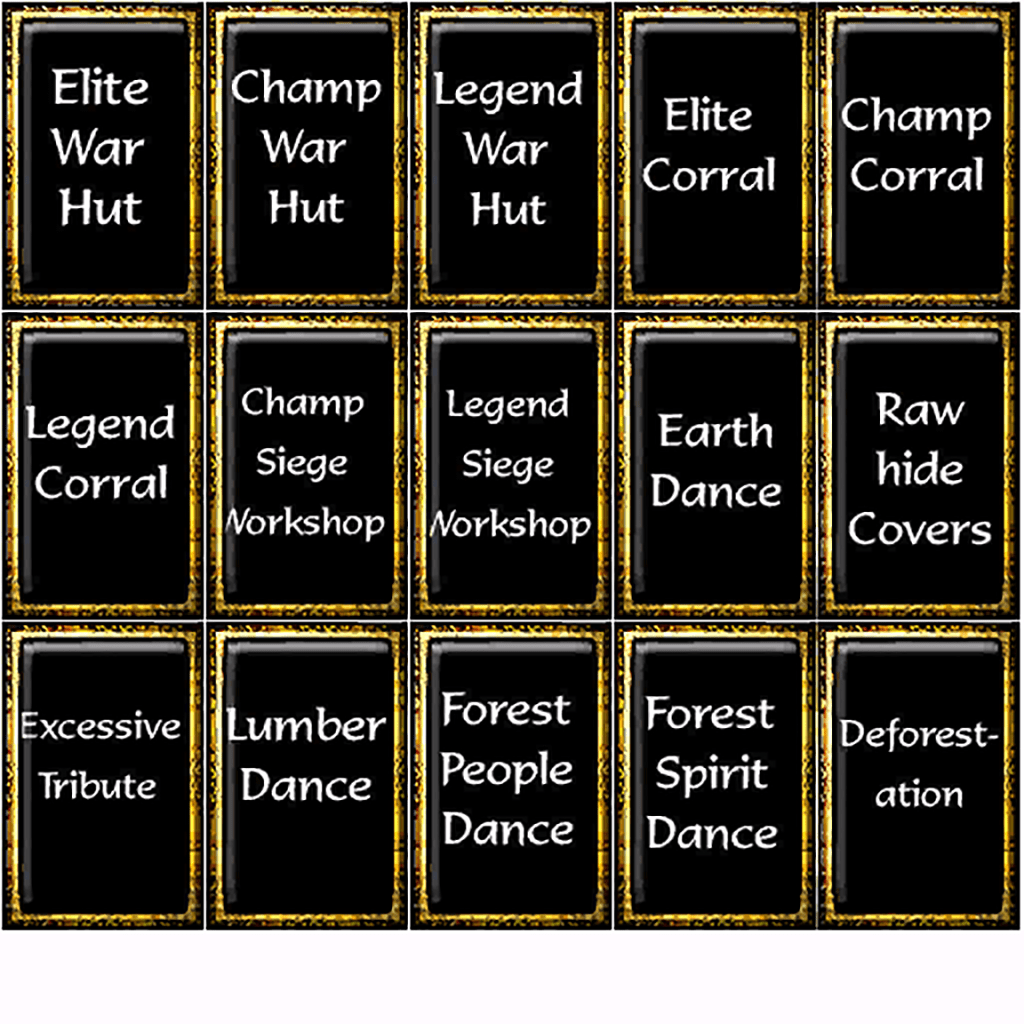 Elite
War
Hut
Champ
War
Hut
Legend
War
Hut
Elite
Corral
Champ
Corral
Legend
Corral
Champ
Siege
Workshop
Legend
Siege
Workshop
Earth
Dance
Raw
hide
Covers
Excessive
Tribute
Lumber
Dance
Forest
People
Dance
Forest
Spirit
Dance
Deforest-
ation